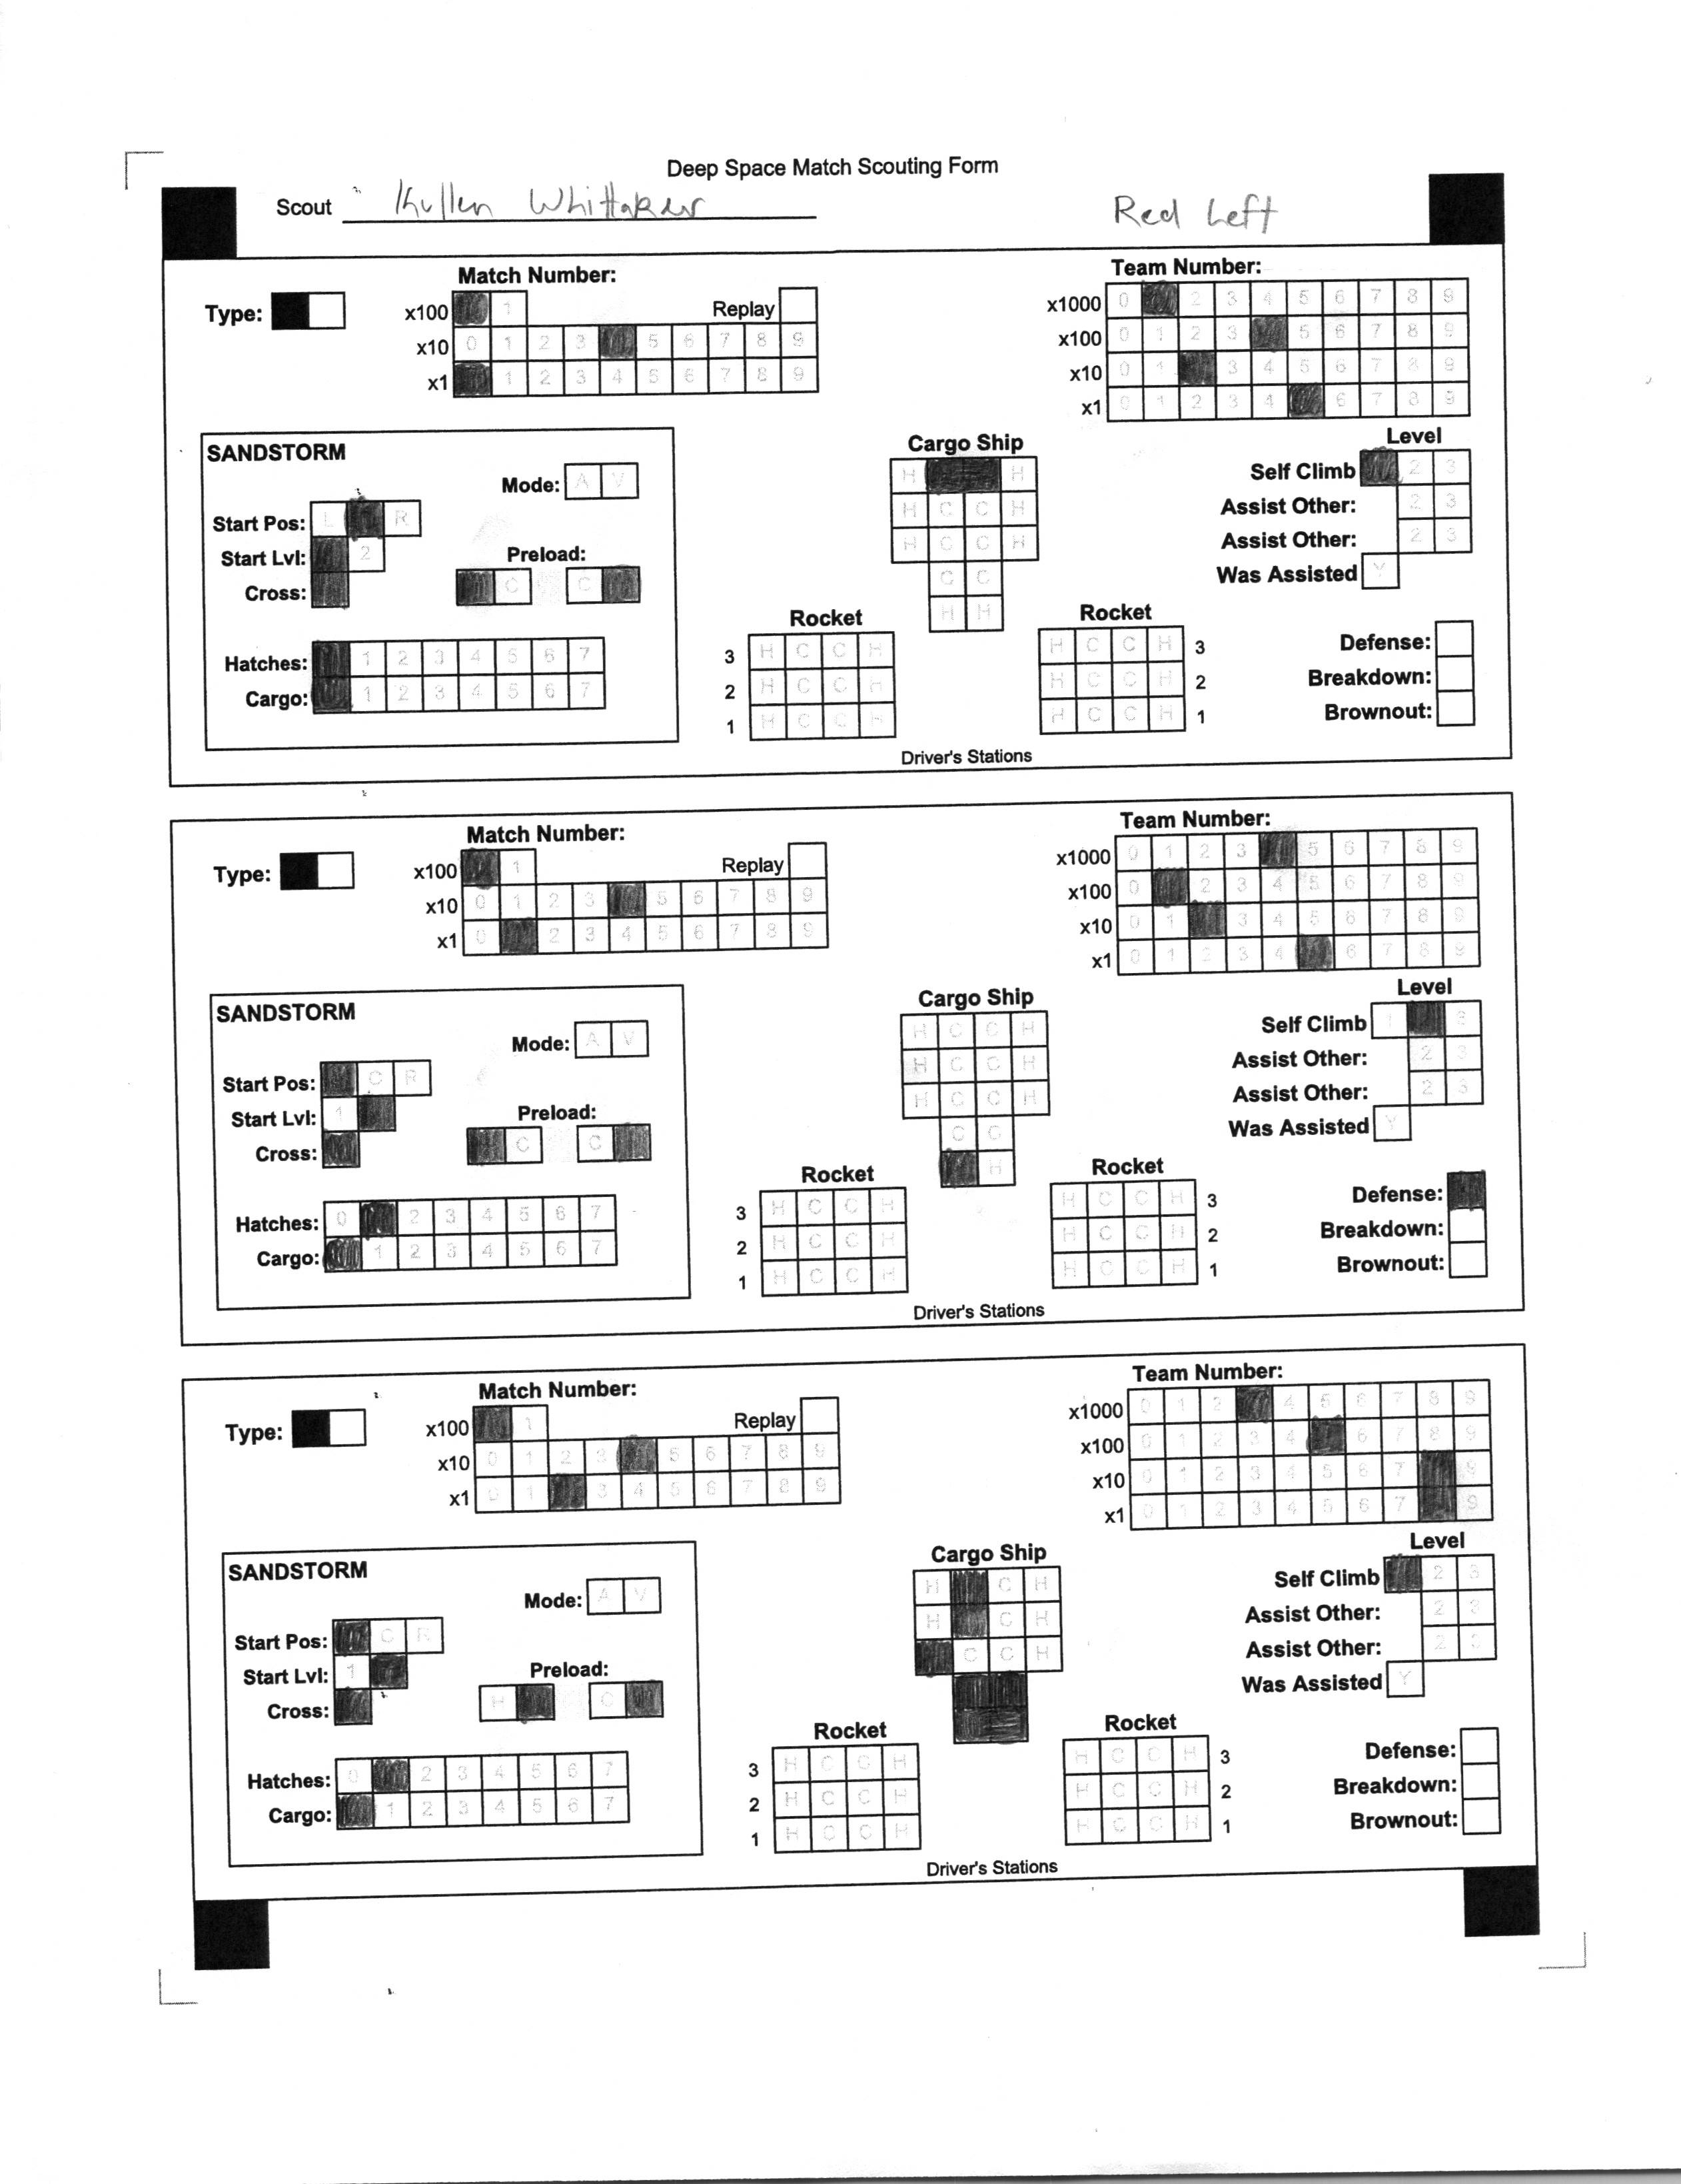 Deep Space Match Scouting Form
Scout Kullen Whittaker Red Left
Match Number: Team Number:
Type: x100 1 Replay
x10 0 1 2 3 5 6 7 8 9
x1 1 2 3 4 5 6 7 8 9
x1000 0 2 3 4 5 6 7 8 9
x100 0 1 2 3 5 6 7 8 9
x10 0 1 3 4 5 6 7 8 9
x1 0 1 2 3 4 6 7 8 9
SANDSTORM
Mode: A V
Start Pos: L R
Start Lvl: 2
Cross:
Preload: C C
Hatches: 1 2 3 4 5 6 7
Cargo: 1 2 3 4 5 6 7
Cargo Ship
H H
H C C H
H C C H
C C
H H
Rocket
3 H C C H
2 H C C H
1 H C C H
Rocket
H C C H 3
H C C H 2
H C C H 1
Level
Self Climb 2 3
Assist Other: 2 3
Assist Other: 2 3
Was Assisted Y
Defense:
Breakdown:
Brownout:
Driver's Stations
Match Number: Team Number:
Type: x100 1 Replay
x10 0 1 2 3 5 6 7 8 9
x1 0 2 3 4 5 6 7 8 9
x1000 0 1 2 3 5 6 7 8 9
x100 0 2 3 4 5 6 7 8 9
x10 0 1 3 4 5 6 7 8 9
x1 0 1 2 3 4 6 7 8 9
SANDSTORM
Mode: A V
Start Pos: C R
Start Lvl: 1
Cross:
Preload: C C
Hatches: 0 2 3 4 5 6 7
Cargo: 1 2 3 4 5 6 7
Cargo Ship
H C C H
H C C H
H C C H
C C
H
Rocket
3 H C C H
2 H C C H
1 H C C H
Rocket
H C C H 3
H C C H 2
H C C H 1
Level
Self Climb 1 3
Assist Other: 2 3
Assist Other: 2 3
Was Assisted Y
Defense:
Breakdown:
Brownout:
Driver's Stations
Match Number: Team Number:
Type: x100 1 Replay
x10 0 1 2 3 5 6 7 8 9
x1 0 1 3 4 5 6 7 8 9
x1000 0 1 2 4 5 6 7 8 9
x100 0 1 2 3 4 6 7 8 9
x10 0 1 2 3 4 5 6 7 9
x1 0 1 2 3 4 5 6 7 9
SANDSTORM
Mode: A V
Start Pos: C R
Start Lvl: 1
Cross:
Preload: H C
Hatches: 0 2 3 4 5 6 7
Cargo: 1 2 3 4 5 6 7
Cargo Ship
H C H
H C H
C C H
Rocket
3 H C C H
2 H C C H
1 H C C H
Rocket
H C C H 3
H C C H 2
H C C H 1
Level
Self Climb 2 3
Assist Other: 2 3
Assist Other: 2 3
Was Assisted Y
Defense:
Breakdown:
Brownout:
Driver's Stations